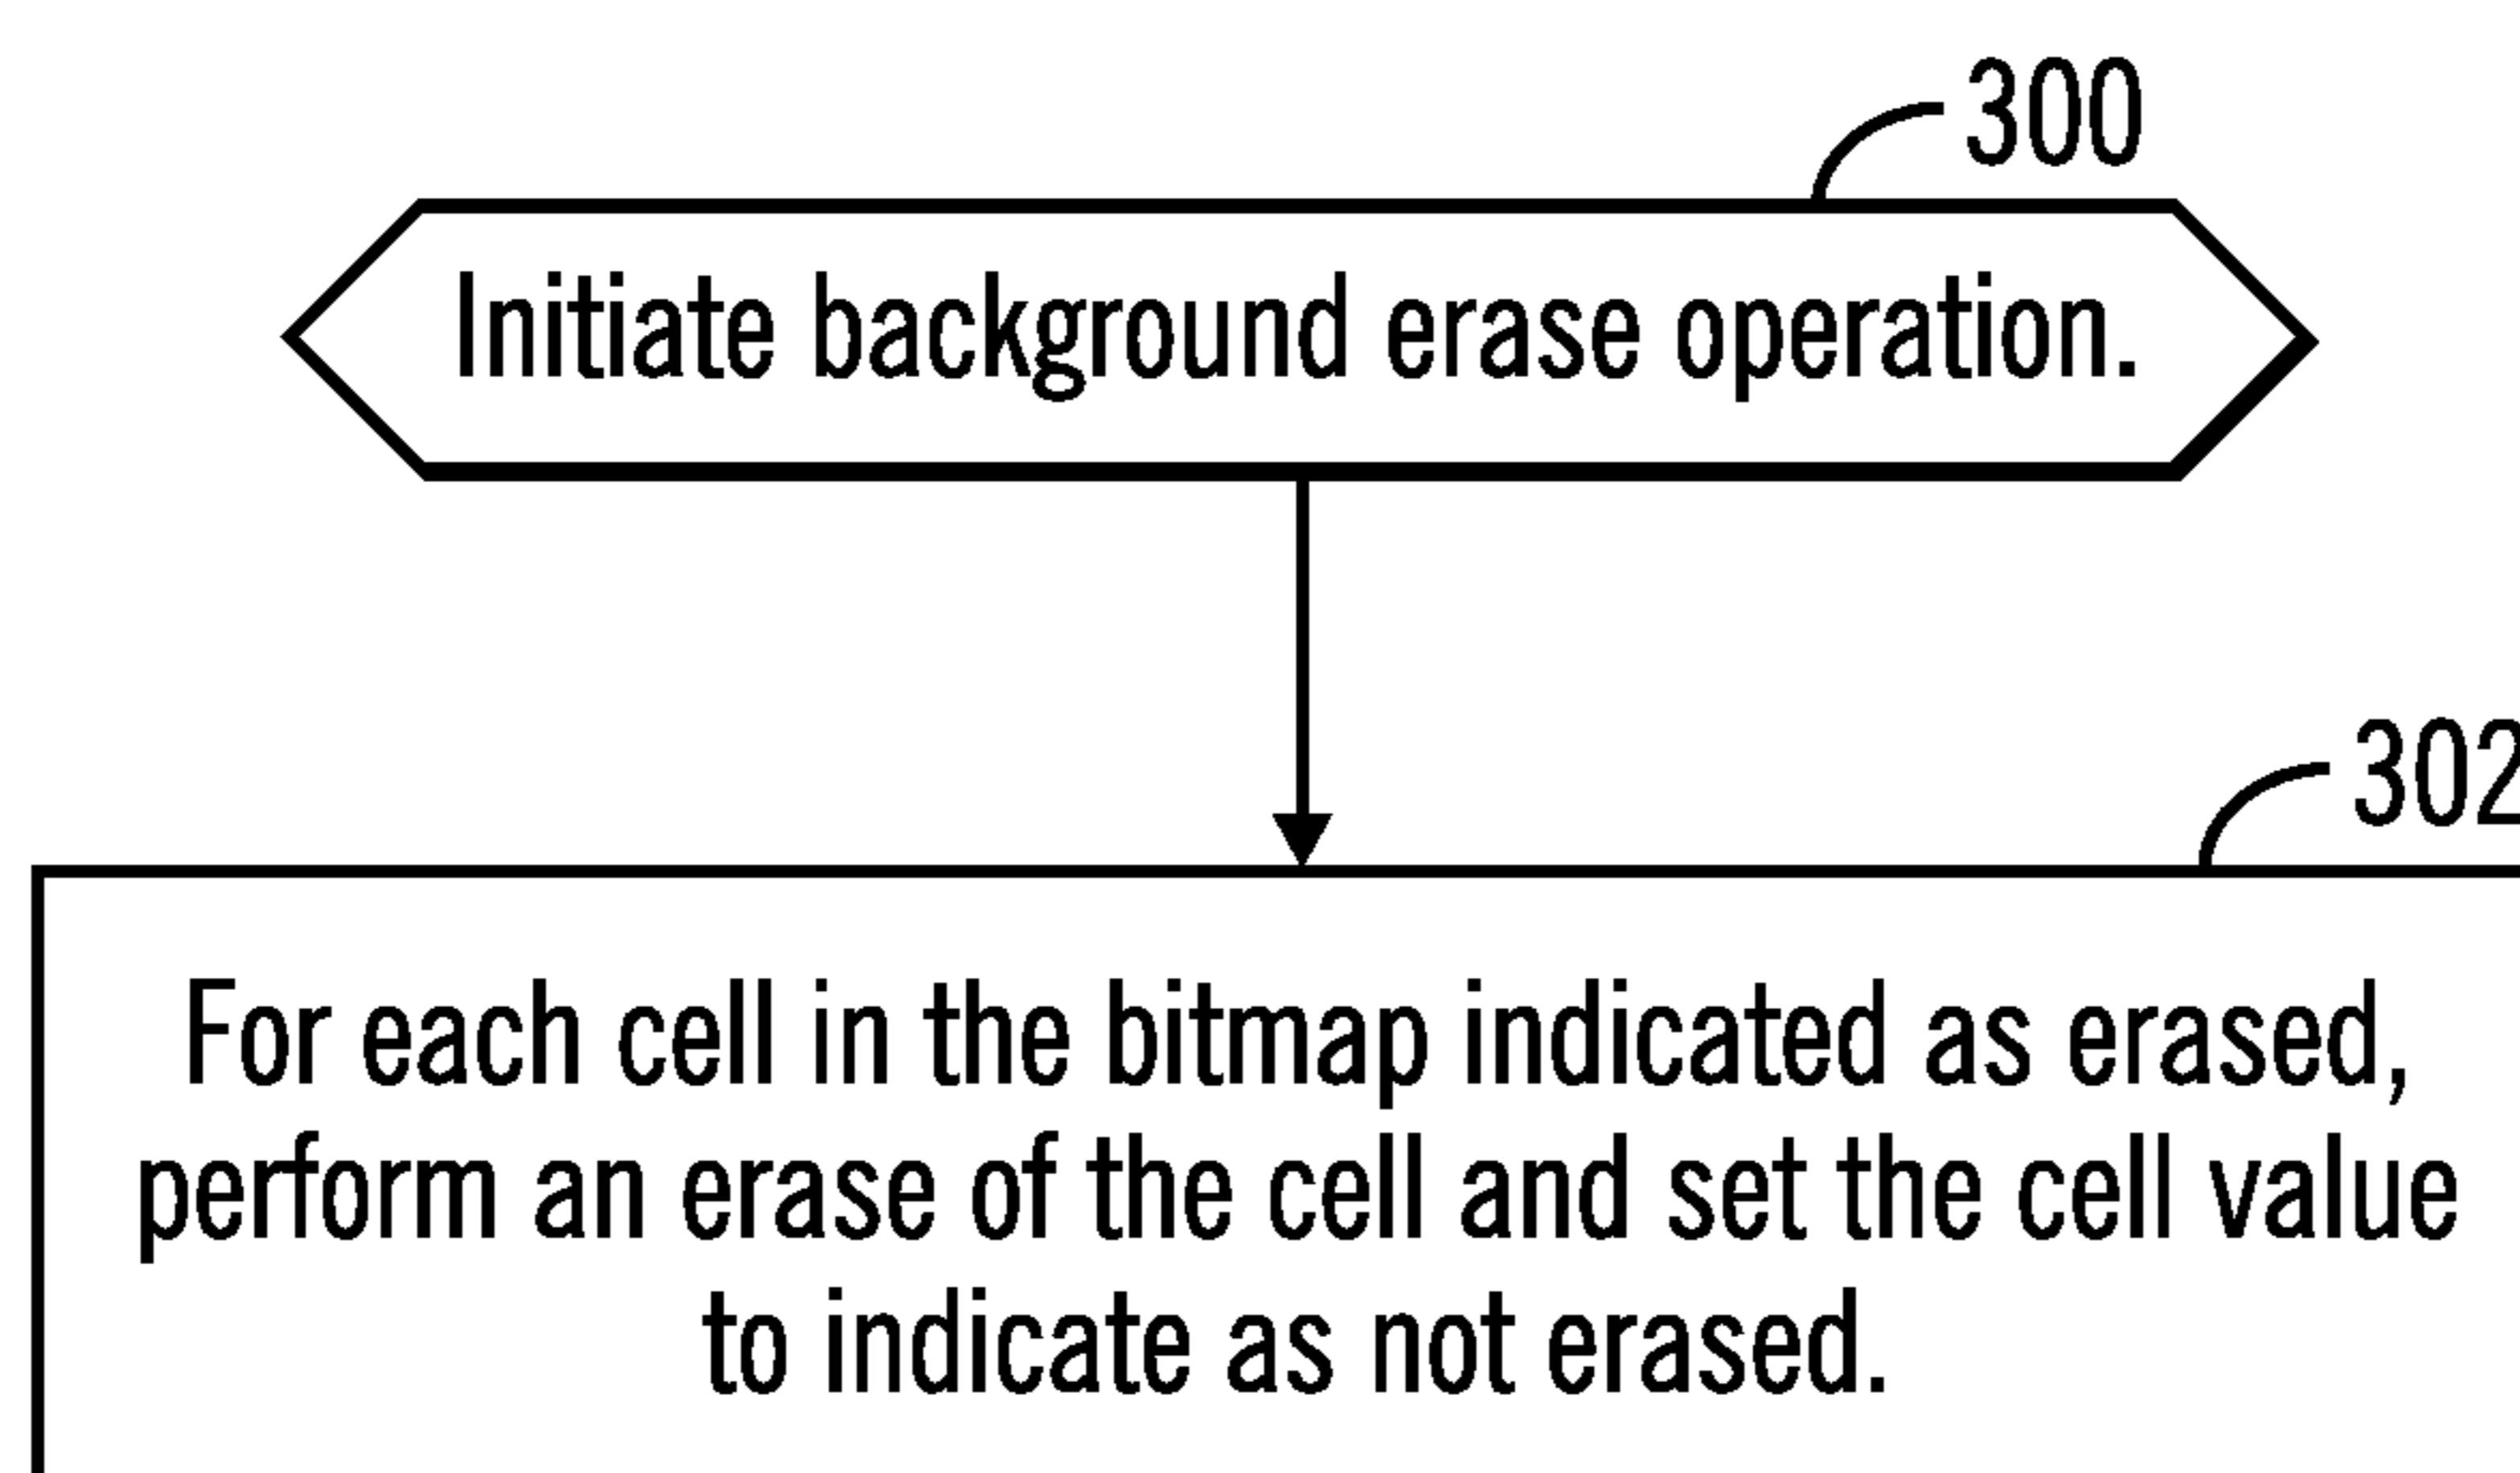 300
Initiate background erase operation.
302
For each cell in the bitmap indicated as erased,
perform an erase of the cell and set the cell value
to indicate as not erased.